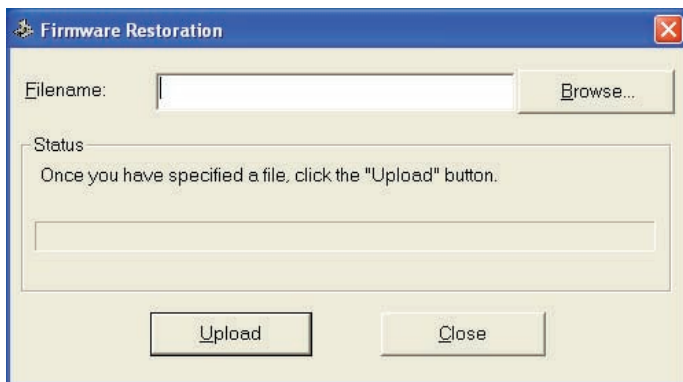 Firmware Restoration
Filename:
Browse...
Status
Once you have specified a file, click the "Upload" button.
Upload
Close